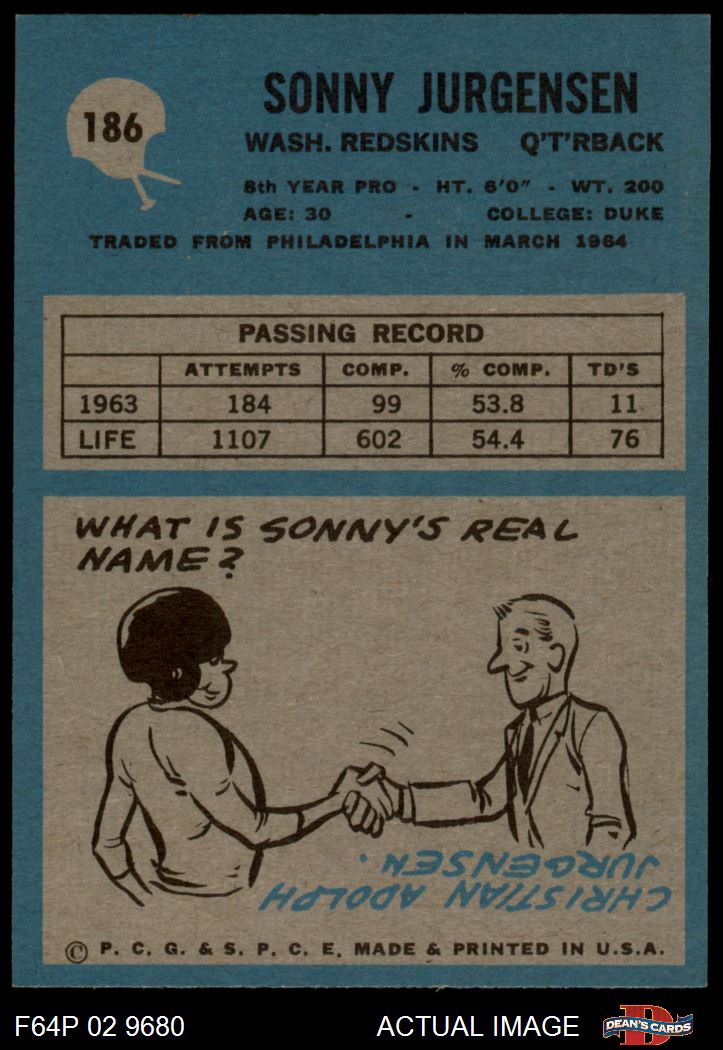 186
SONNY JURGENSEN
WASH. REDSKINS Q'T'RBACK
8th YEAR PRO - HT. 6'0" - WT. 200
AGE: 30 - COLLEGE: DUKE
TRADED FROM PHILADELPHIA IN MARCH 1964
PASSING RECORD
ATTEMPTS COMP. % COMP. TD'S
1963 184 99 53.8 11
LIFE 1107 602 54.4 76
WHAT IS SONNY'S REAL
NAME?
CHRISTIAN ADOLPH
JURGENSEN.
© P. C. G. & S. P. C. E. MADE & PRINTED IN U.S.A.
F64P 02 9680 ACTUAL IMAGE
D
DEAN'S CARDS